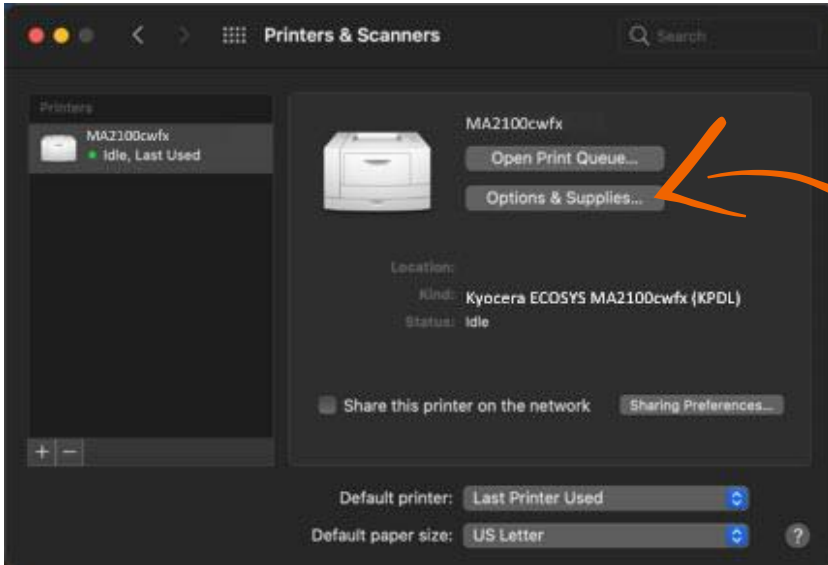 Printers & Scanners
Search
Printers
MA2100cwfx
Idle, Last Used
MA2100cwfx
Open Print Queue...
Options & Supplies...
Location:
Kind: Kyocera ECOSYS MA2100cwfx (KPDL)
Status: Idle
Share this printer on the network
Sharing Preferences...
+ −
Default printer: Last Printer Used
Default paper size: US Letter
?